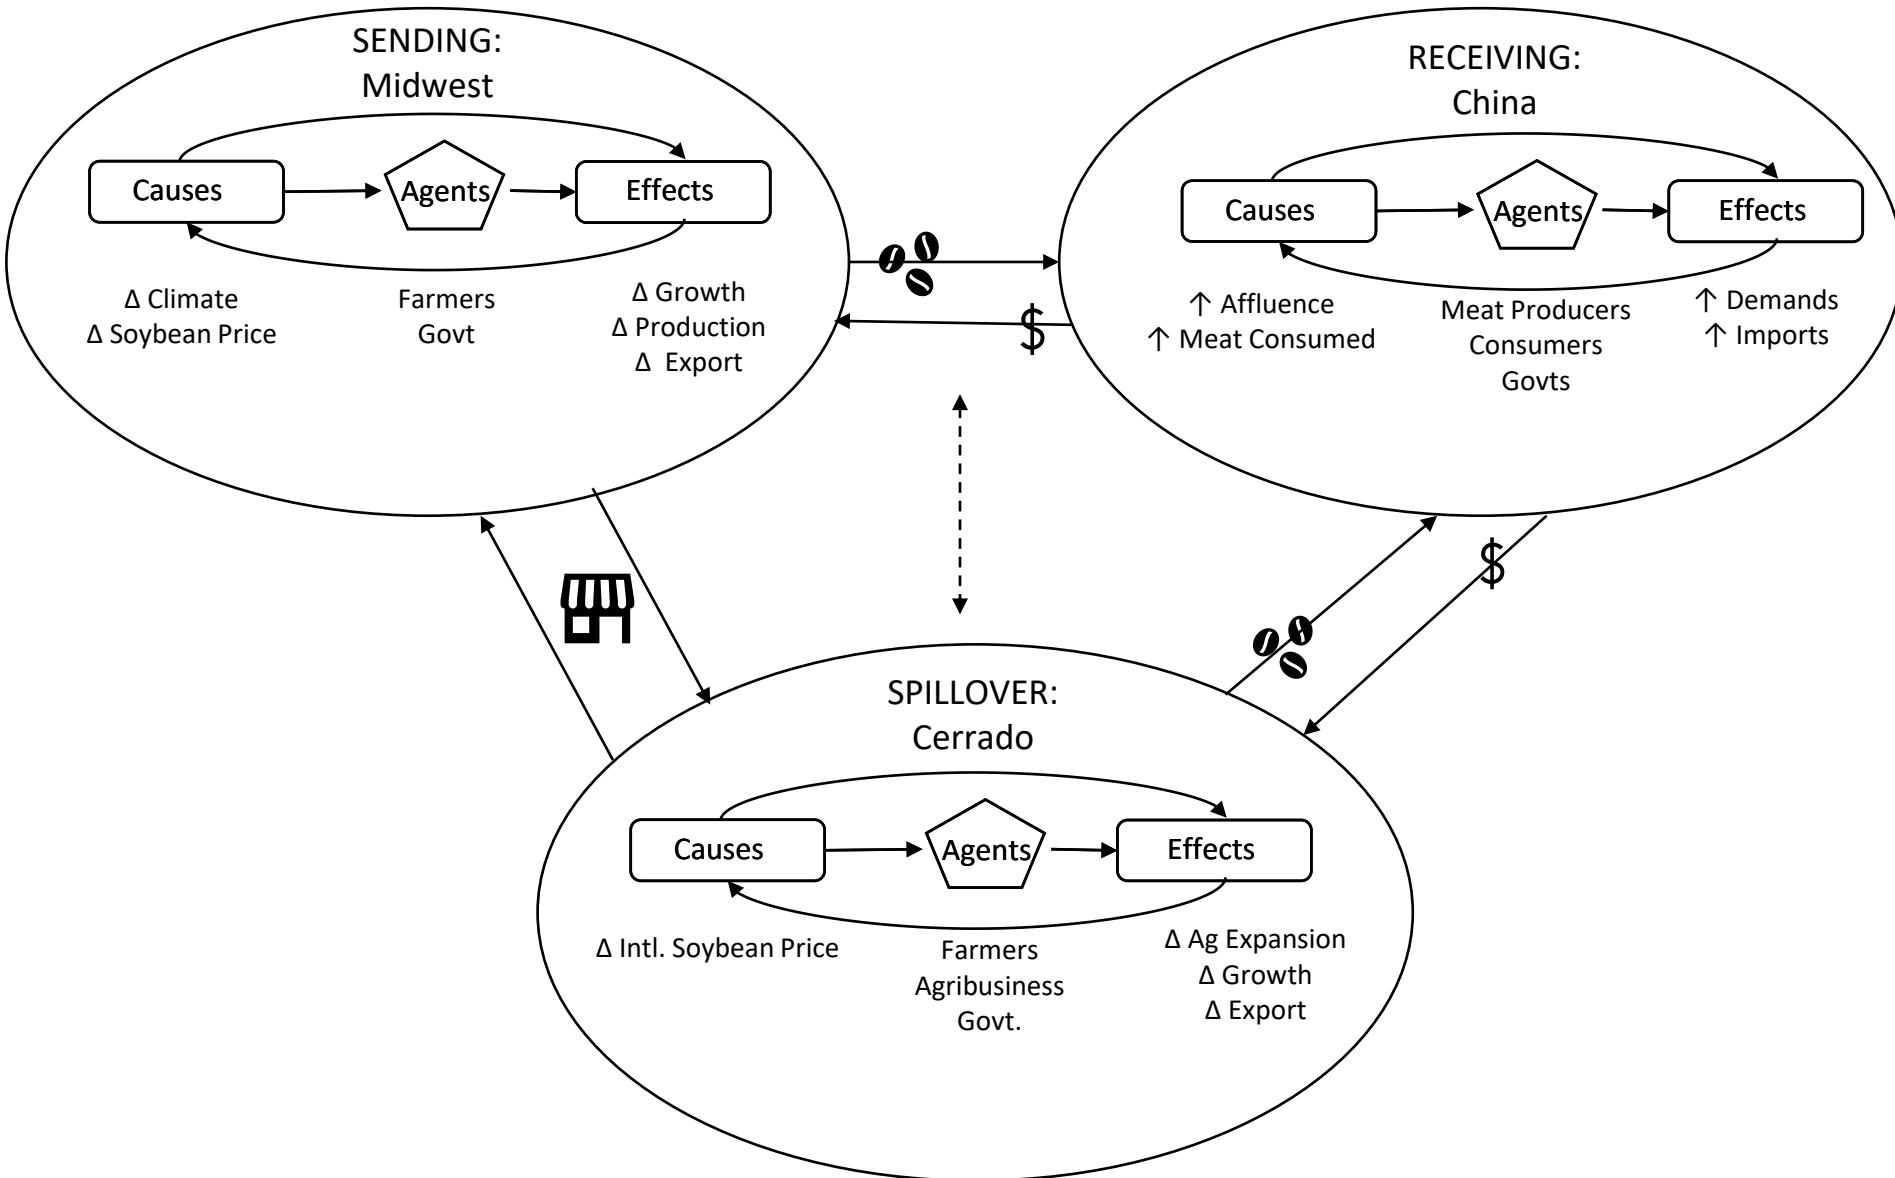 SENDING:
Midwest
Causes
Agents
Effects
Δ Climate
Δ Soybean Price
Farmers
Govt
Δ Growth
Δ Production
Δ  Export
RECEIVING:
China
Causes
Agents
Effects
↑ Affluence
↑ Meat Consumed
Meat Producers
Consumers
Govts
↑ Demands
↑ Imports
$
$
SPILLOVER:
Cerrado
Causes
Agents
Effects
Δ Intl. Soybean Price
Farmers
Agribusiness
Govt.
Δ Ag Expansion
Δ Growth
Δ Export